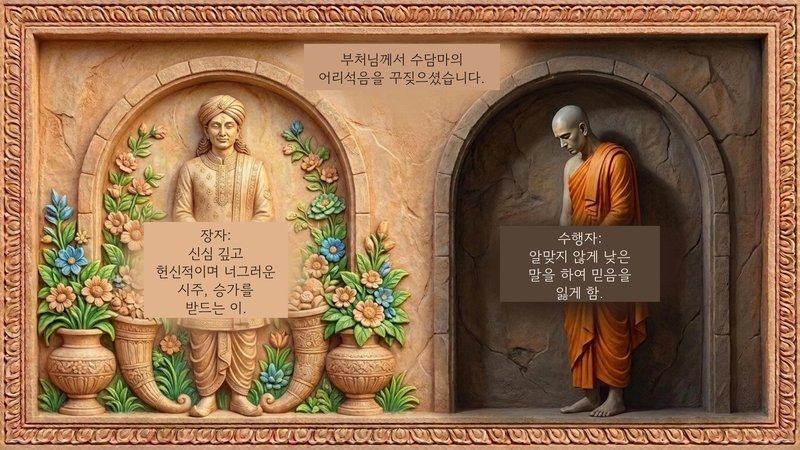 부처님께서 수담마의
어리석음을 꾸짖으셨습니다.
장자:
신심 깊고
헌신적이며 너그러운
시주, 승가를
받드는 이.
수행자:
알맞지 않게 낮은
말을 하여 믿음을
잃게 함.